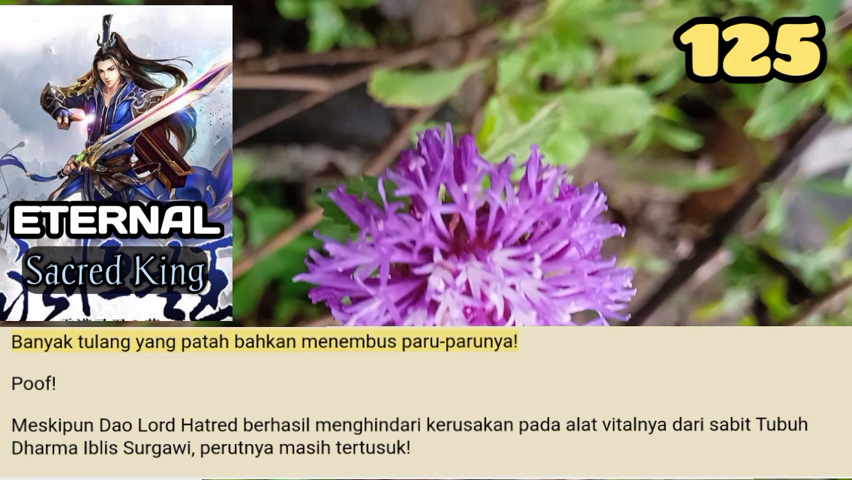 125
ETERNAL
Sacred King
Banyak tulang yang patah bahkan menembus paru-parunya!
Poof!
Meskipun Dao Lord Hatred berhasil menghindari kerusakan pada alat vitalnya dari sabit Tubuh
Dharma Iblis Surgawi, perutnya masih tertusuk!